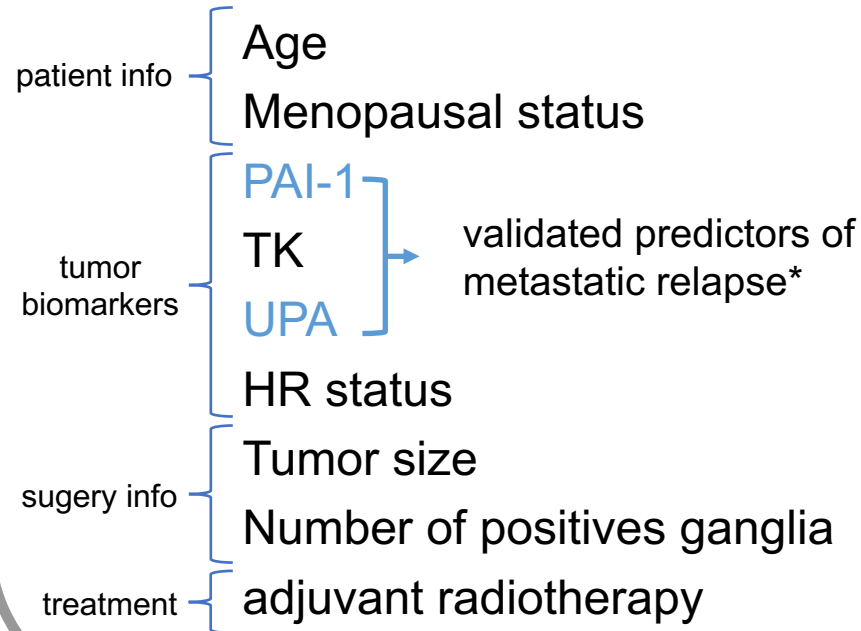 patient info
Age
Menopausal status
tumor
biomarkers
PAI-1
TK
UPA
HR status
validated predictors of
metastatic relapse*
sugery info
Tumor size
Number of positives ganglia
treatment
adjuvant radiotherapy